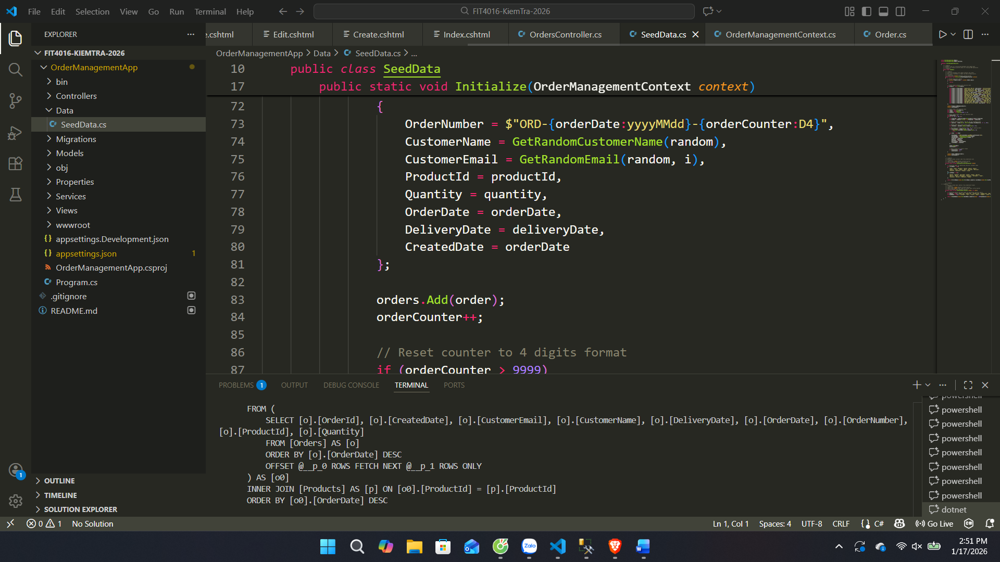 File Edit Selection View Go Run Terminal Help
FIT4016-KiemTra-2026
EXPLORER
e.cshtml Edit.cshtml Create.cshtml Index.cshtml OrdersController.cs SeedData.cs OrderManagementContext.cs Order.cs
FIT4016-KIEMTRA-2026
OrderManagementApp
bin
Controllers
Data
SeedData.cs
Migrations
Models
obj
Properties
Services
Views
wwwroot
appsettings.Development.json
appsettings.json 1
OrderManagementApp.csproj
Program.cs
.gitignore
README.md
OUTLINE
TIMELINE
SOLUTION EXPLORER
OrderManagementApp > Data > SeedData.cs > ...
10 public class SeedData
17 public static void Initialize(OrderManagementContext context)
72 {
73 OrderNumber = $"ORD-{orderDate:yyyyMMdd}-{orderCounter:D4}",
74 CustomerName = GetRandomCustomerName(random),
75 CustomerEmail = GetRandomEmail(random, i),
76 ProductId = productId,
77 Quantity = quantity,
78 OrderDate = orderDate,
79 DeliveryDate = deliveryDate,
80 CreatedDate = orderDate
81 };
82
83 orders.Add(order);
84 orderCounter++;
85
86 // Reset counter to 4 digits format
87 if (orderCounter > 9999)
PROBLEMS 1 OUTPUT DEBUG CONSOLE TERMINAL PORTS
FROM (
SELECT [o].[OrderId], [o].[CreatedDate], [o].[CustomerEmail], [o].[CustomerName], [o].[DeliveryDate], [o].[OrderDate], [o].[OrderNumber],
[o].[ProductId], [o].[Quantity]
FROM [Orders] AS [o]
ORDER BY [o].[OrderDate] DESC
OFFSET @__p_0 ROWS FETCH NEXT @__p_1 ROWS ONLY
) AS [o0]
INNER JOIN [Products] AS [p] ON [o0].[ProductId] = [p].[ProductId]
ORDER BY [o0].[OrderDate] DESC
powershell
powershell
powershell
powershell
powershell
powershell
powershell
powershell
dotnet
1
0 1 No Solution
Ln 1, Col 1 Spaces: 4 UTF-8 CRLF {} C# Go Live
Zalo
2:51 PM
1/17/2026